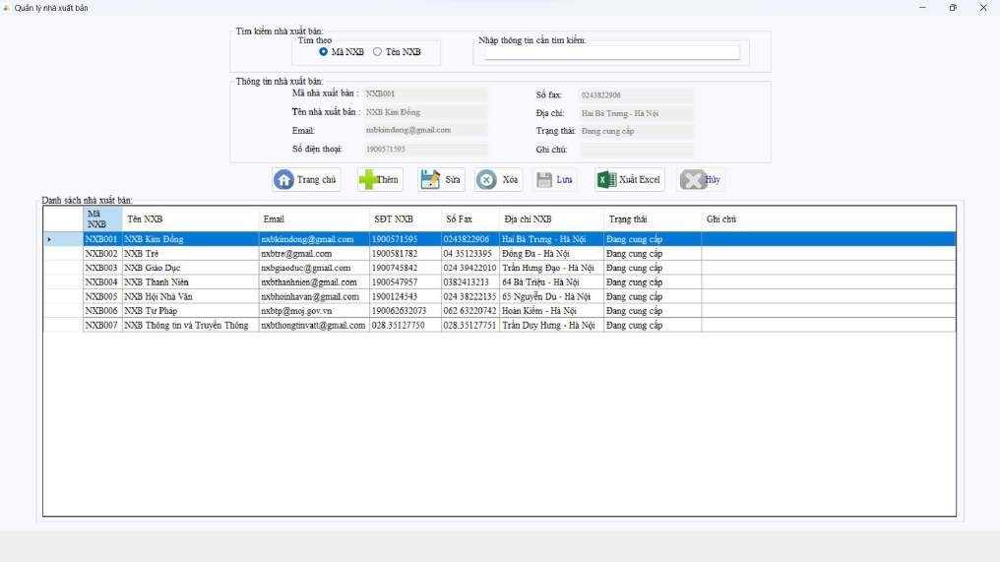 Quản lý nhà xuất bản
Tìm kiếm nhà xuất bản:
Tìm theo
Mã NXB Tên NXB
Nhập thông tin cần tìm kiếm:
Thông tin nhà xuất bản:
Mã nhà xuất bản : NXB001 Số fax: 0243822906
Tên nhà xuất bản : NXB Kim Đồng Địa chỉ: Hai Bà Trưng - Hà Nội
Email: nxbkimdong@gmail.com Trạng thái: Đang cung cấp
Số điện thoại: 1900571595 Ghi chú:
Trang chủ Thêm Sửa Xóa Lưu Xuất Excel Hủy
Danh sách nhà xuất bản:
Mã NXB Tên NXB Email SĐT NXB Số Fax Địa chỉ NXB Trạng thái Ghi chú
NXB001 NXB Kim Đồng nxbkimdong@gmail.com 1900571595 0243822906 Hai Bà Trưng - Hà Nội Đang cung cấp
NXB002 NXB Trẻ nxbtre@gmail.com 1900581782 04 35123395 Đống Đa - Hà Nội Đang cung cấp
NXB003 NXB Giáo Dục nxbgiaoduc@gmail.com 1900745842 024 39422010 Trần Hưng Đạo - Hà Nội Đang cung cấp
NXB004 NXB Thanh Niên nxbthanhnien@gmail.com 1900547957 0382413213 64 Bà Triệu - Hà Nội Đang cung cấp
NXB005 NXB Hội Nhà Văn nxbhoinhavan@gmail.com 1900124543 024 38222135 65 Nguyễn Du - Hà Nội Đang cung cấp
NXB006 NXB Tư Pháp nxbtp@moj.gov.vn 190062632073 062 63220742 Hoàn Kiếm - Hà Nội Đang cung cấp
NXB007 NXB Thông tin và Truyền Thông nxbthongtinvatt@gmail.com 028.35127750 028.35127751 Trần Duy Hưng - Hà Nội Đang cung cấp